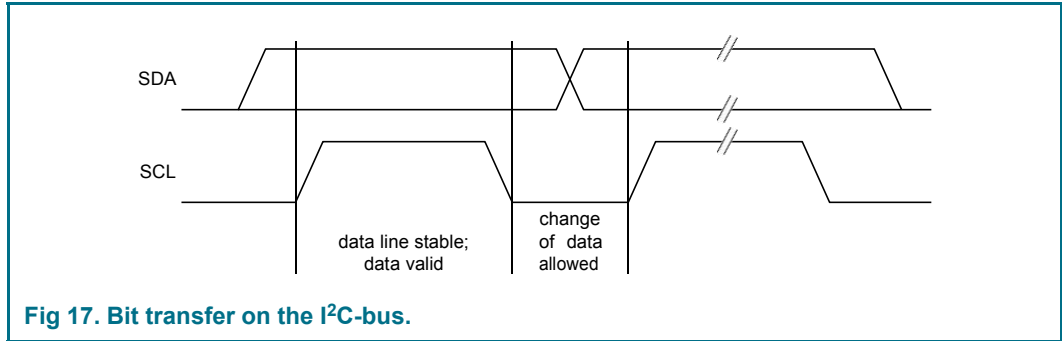 SDA
SCL
data line stable;
data valid
change
of data
allowed
Fig 17. Bit transfer on the I²C-bus.